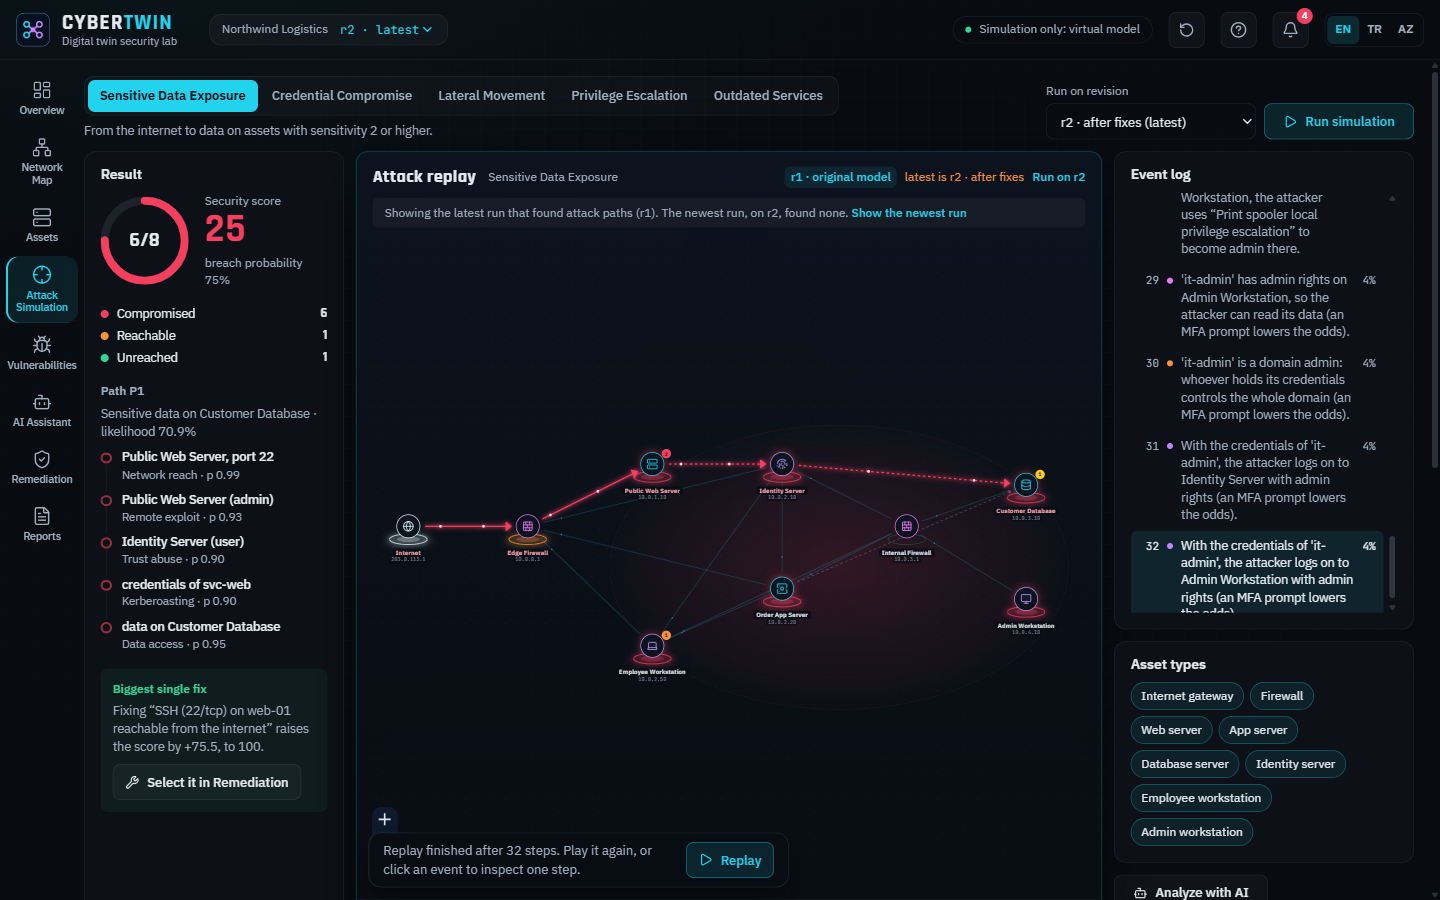 CYBERTWIN
Digital twin security lab
Northwind Logistics r2 · latest
Simulation only: virtual model
4
EN TR AZ
Overview
Network
Map
Assets
Attack
Simulation
Vulnerabilities
AI Assistant
Remediation
Reports
Sensitive Data Exposure
Credential Compromise
Lateral Movement
Privilege Escalation
Outdated Services
From the internet to data on assets with sensitivity 2 or higher.
Run on revision
r2 · after fixes (latest)
Run simulation
Result
6/8
Security score
25
breach probability
75%
Compromised 6
Reachable 1
Unreached 1
Path P1
Sensitive data on Customer Database ·
likelihood 70.9%
Public Web Server, port 22
Network reach · p 0.99
Public Web Server (admin)
Remote exploit · p 0.93
Identity Server (user)
Trust abuse · p 0.90
credentials of svc-web
Kerberoasting · p 0.90
data on Customer Database
Data access · p 0.95
Biggest single fix
Fixing “SSH (22/tcp) on web-01
reachable from the internet” raises
the score by +75.5, to 100.
Select it in Remediation
Attack replay Sensitive Data Exposure
r1 · original model
latest is r2 · after fixes
Run on r2
Showing the latest run that found attack paths (r1). The newest run, on r2, found none. Show the newest run
Public Web Server
Identity Server
1
Customer Database
Internet
Edge Firewall
Internal Firewall
Order App Server
Admin Workstation
1
Employee Workstation
+
Replay finished after 32 steps. Play it again, or
click an event to inspect one step.
Replay
Event log
Workstation, the attacker
uses “Print spooler local
privilege escalation” to
become admin there.
29 'it-admin' has admin rights on 4%
Admin Workstation, so the
attacker can read its data (an
MFA prompt lowers the odds).
30 'it-admin' is a domain admin: 4%
whoever holds its credentials
controls the whole domain (an
MFA prompt lowers the odds).
31 With the credentials of 'it- 4%
admin', the attacker logs on to
Identity Server with admin
rights (an MFA prompt lowers
the odds).
32 With the credentials of 'it- 4%
admin', the attacker logs on to
Admin Workstation with admin
rights (an MFA prompt lowers
the odds).
Asset types
Internet gateway
Firewall
Web server
App server
Database server
Identity server
Employee workstation
Admin workstation
Analyze with AI